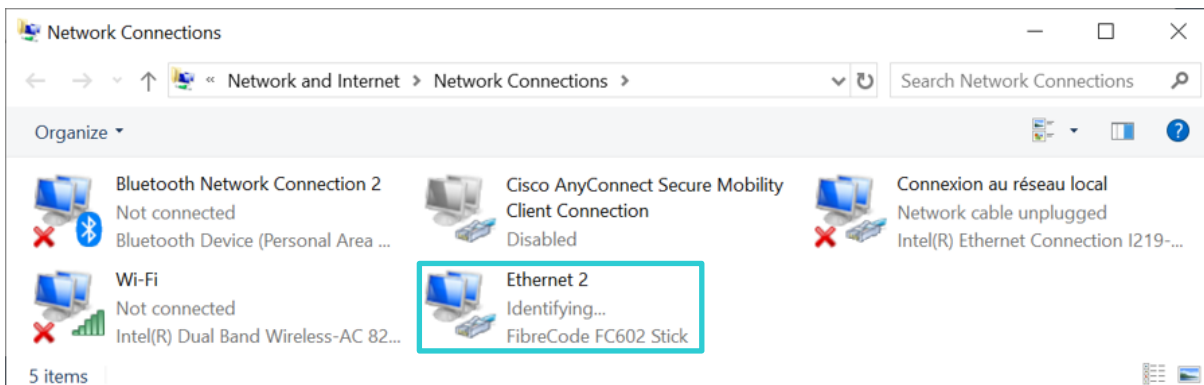 Network Connections
« Network and Internet > Network Connections >
Search Network Connections
Organize
Bluetooth Network Connection 2
Not connected
Bluetooth Device (Personal Area ...
Cisco AnyConnect Secure Mobility
Client Connection
Disabled
Connexion au réseau local
Network cable unplugged
Intel(R) Ethernet Connection I219-...
Wi-Fi
Not connected
Intel(R) Dual Band Wireless-AC 82...
Ethernet 2
Identifying...
FibreCode FC602 Stick
5 items